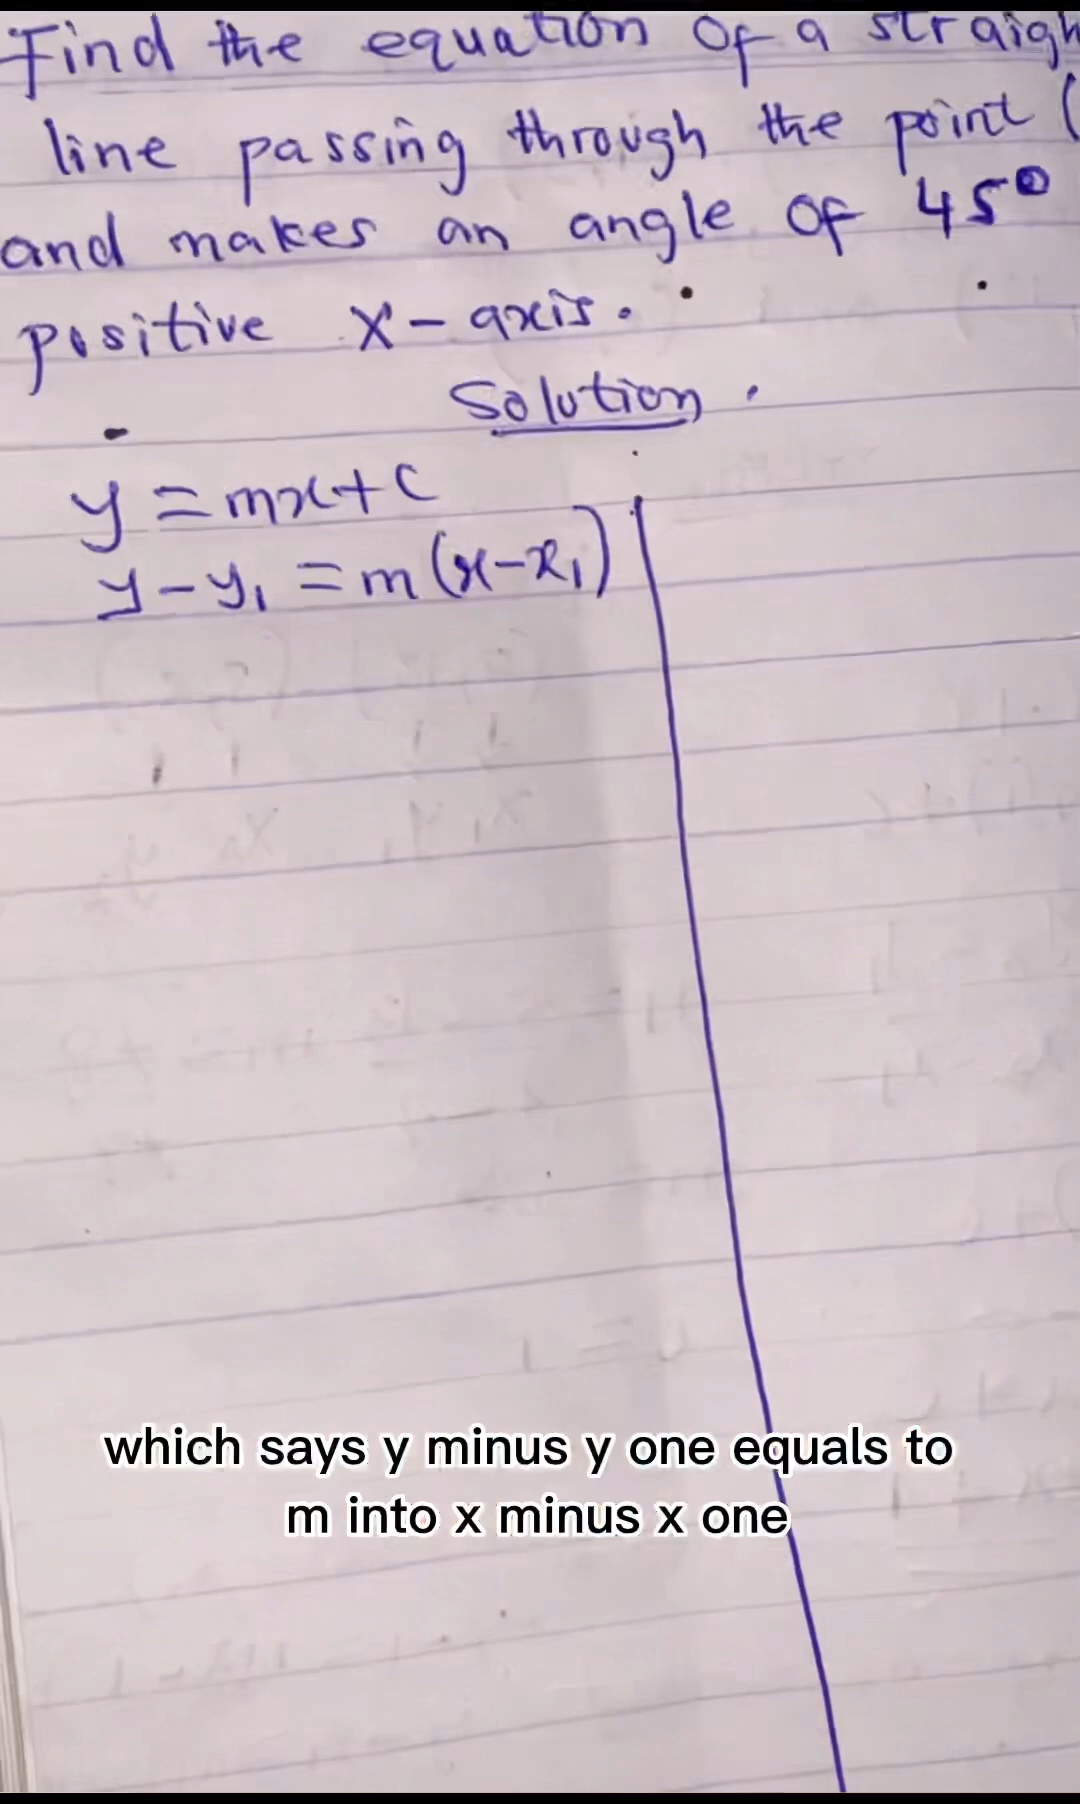 Find the equation of a straigh
line passing through the point (
and makes an angle of 45°
positive x-axis.
Solution.
y = mx+c
y-y₁ = m(x-x₁)
which says y minus y one equals to
m into x minus x one